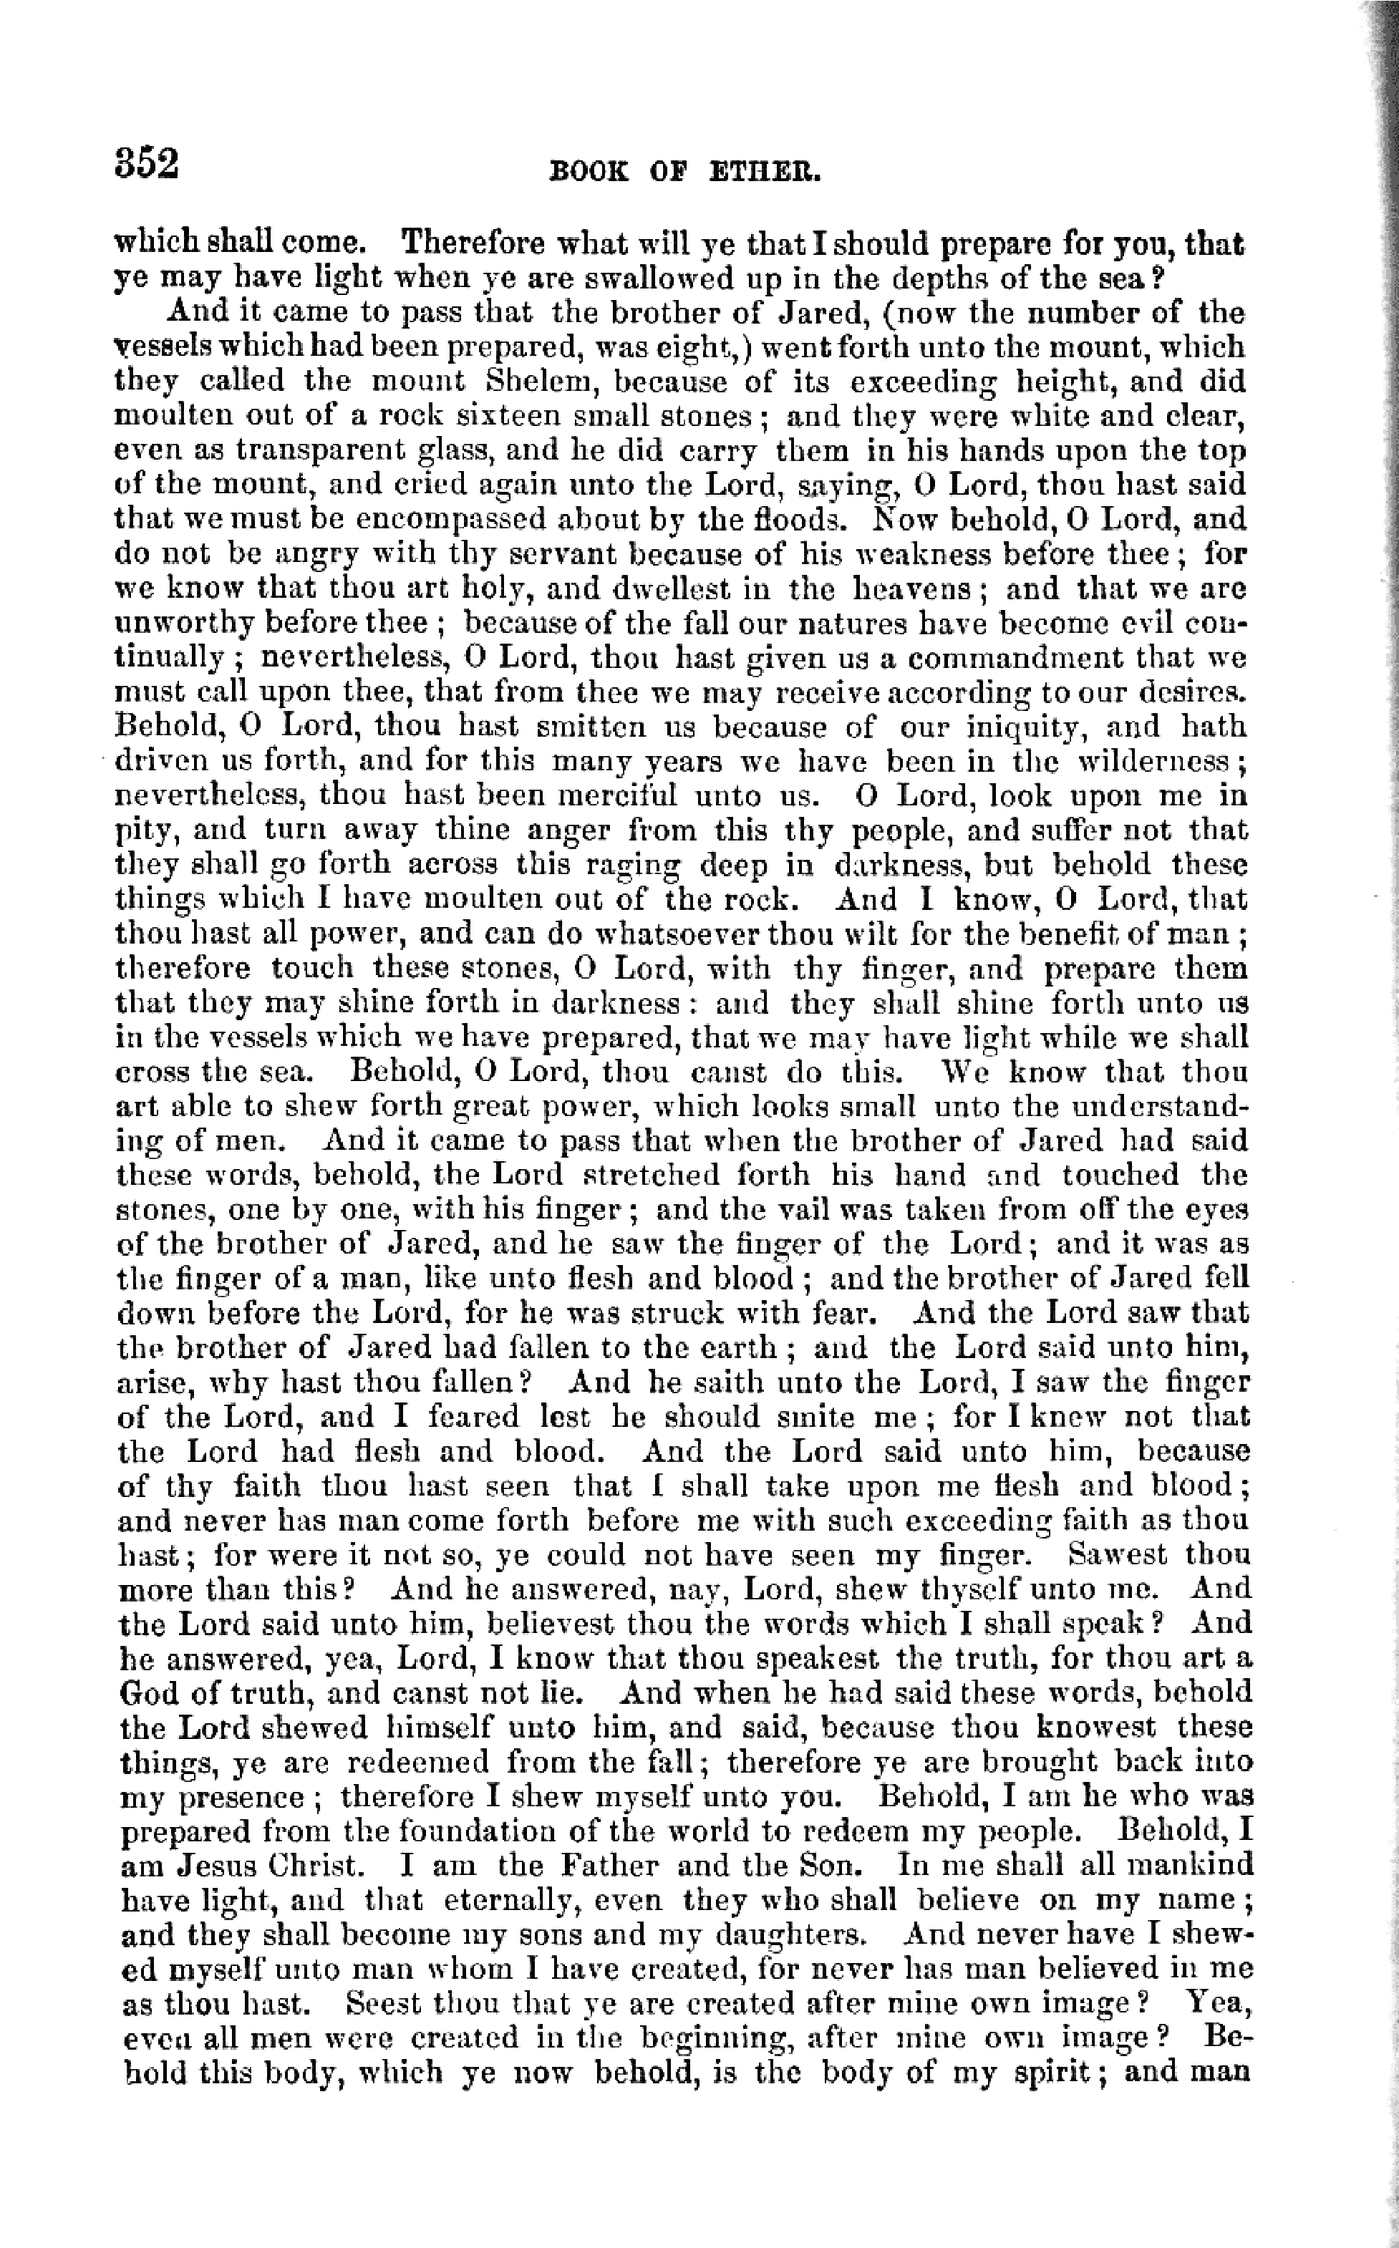 352
BOOK OF ETHER.
which shall come. Therefore what will ye that I should prepare for you, that
ye may have light when ye are swallowed up in the depths of the sea?
And it came to pass that the brother of Jared, (now the number of the
vessels which had been prepared, was eight,) went forth unto the mount, which
they called the mount Shelem, because of its exceeding height, and did
moulten out of a rock sixteen small stones; and they were white and clear,
even as transparent glass, and he did carry them in his hands upon the top
of the mount, and cried again unto the Lord, saying, O Lord, thou hast said
that we must be encompassed about by the floods. Now behold, O Lord, and
do not be angry with thy servant because of his weakness before thee; for
we know that thou art holy, and dwellest in the heavens; and that we are
unworthy before thee; because of the fall our natures have become evil con-
tinually; nevertheless, O Lord, thou hast given us a commandment that we
must call upon thee, that from thee we may receive according to our desires.
Behold, O Lord, thou hast smitten us because of our iniquity, and hath
driven us forth, and for this many years we have been in the wilderness;
nevertheless, thou hast been merciful unto us. O Lord, look upon me in
pity, and turn away thine anger from this thy people, and suffer not that
they shall go forth across this raging deep in darkness, but behold these
things which I have moulten out of the rock. And I know, O Lord, that
thou hast all power, and can do whatsoever thou wilt for the benefit of man;
therefore touch these stones, O Lord, with thy finger, and prepare them
that they may shine forth in darkness: and they shall shine forth unto us
in the vessels which we have prepared, that we may have light while we shall
cross the sea. Behold, O Lord, thou canst do this. We know that thou
art able to shew forth great power, which looks small unto the understand-
ing of men. And it came to pass that when the brother of Jared had said
these words, behold, the Lord stretched forth his hand and touched the
stones, one by one, with his finger; and the vail was taken from off the eyes
of the brother of Jared, and he saw the finger of the Lord; and it was as
the finger of a man, like unto flesh and blood; and the brother of Jared fell
down before the Lord, for he was struck with fear. And the Lord saw that
the brother of Jared had fallen to the earth; and the Lord said unto him,
arise, why hast thou fallen? And he saith unto the Lord, I saw the finger
of the Lord, and I feared lest he should smite me; for I knew not that
the Lord had flesh and blood. And the Lord said unto him, because
of thy faith thou hast seen that I shall take upon me flesh and blood;
and never has man come forth before me with such exceeding faith as thou
hast; for were it not so, ye could not have seen my finger. Sawest thou
more than this? And he answered, nay, Lord, shew thyself unto me. And
the Lord said unto him, believest thou the words which I shall speak? And
he answered, yea, Lord, I know that thou speakest the truth, for thou art a
God of truth, and canst not lie. And when he had said these words, behold
the Lord shewed himself unto him, and said, because thou knowest these
things, ye are redeemed from the fall; therefore ye are brought back into
my presence; therefore I shew myself unto you. Behold, I am he who was
prepared from the foundation of the world to redeem my people. Behold, I
am Jesus Christ. I am the Father and the Son. In me shall all mankind
have light, and that eternally, even they who shall believe on my name;
and they shall become my sons and my daughters. And never have I shew-
ed myself unto man whom I have created, for never has man believed in me
as thou hast. Seest thou that ye are created after mine own image? Yea,
even all men were created in the beginning, after mine own image? Be-
hold this body, which ye now behold, is the body of my spirit; and man